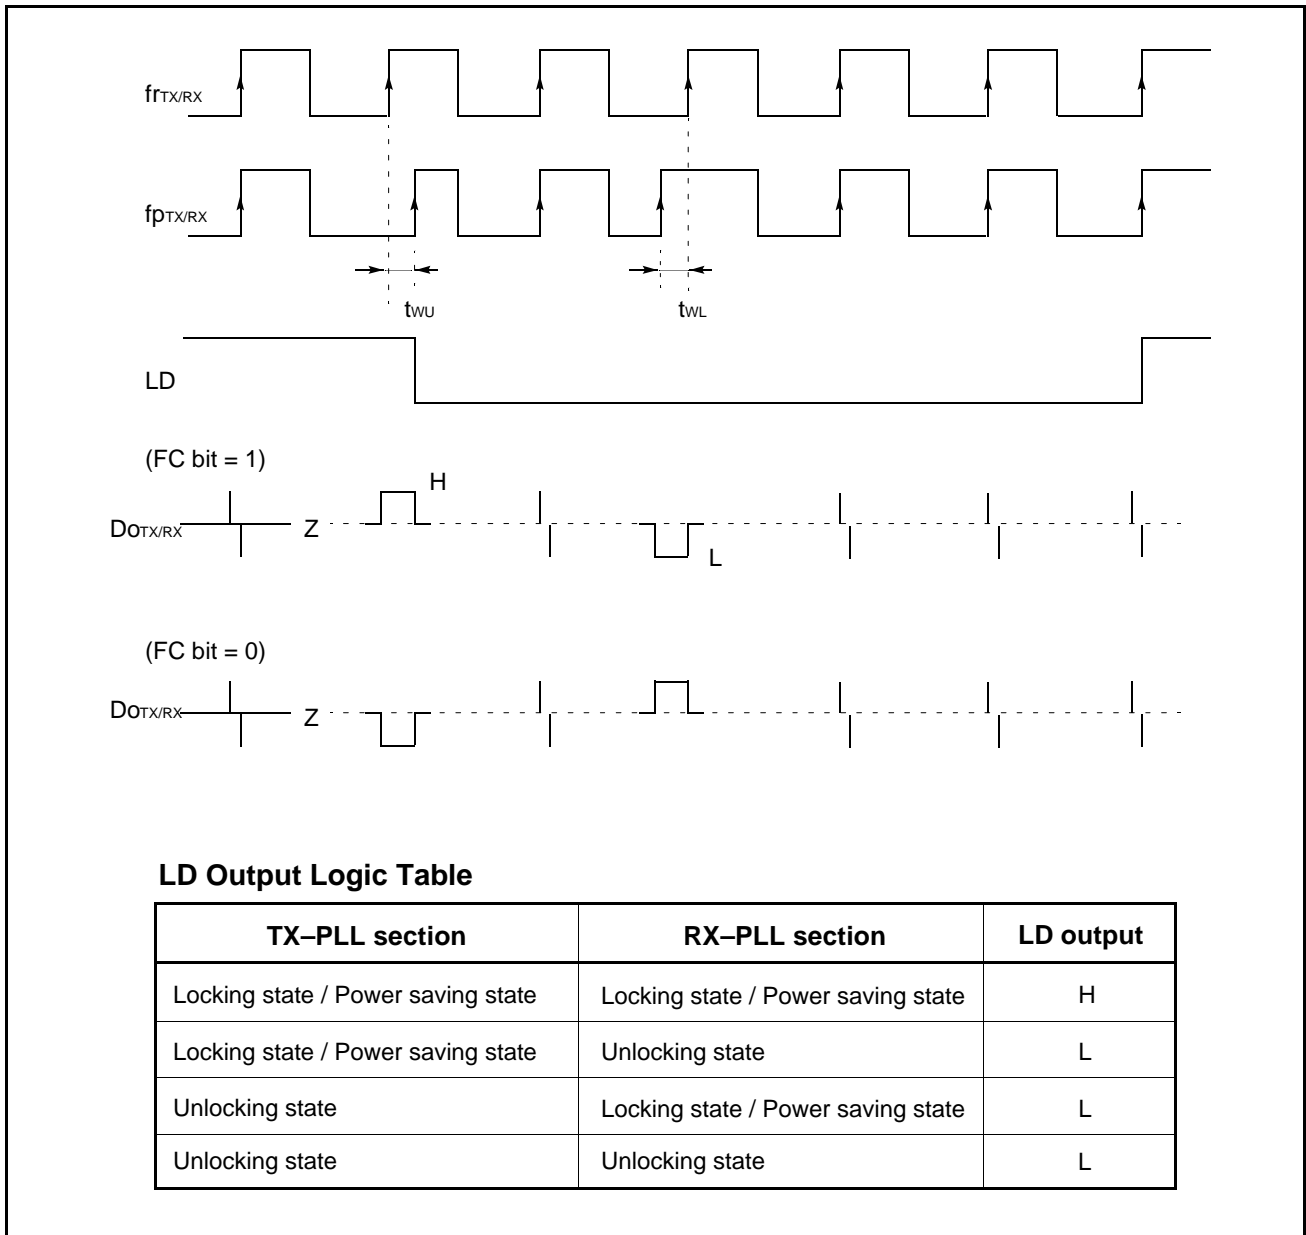 frTX/RX
fpTX/RX
tWU
tWL
LD
(FC bit = 1)
H
DoTX/RX
Z
L
(FC bit = 0)
DoTX/RX
Z
LD Output Logic Table
TX–PLL section RX–PLL section LD output
Locking state / Power saving state Locking state / Power saving state H
Locking state / Power saving state Unlocking state L
Unlocking state Locking state / Power saving state L
Unlocking state Unlocking state L